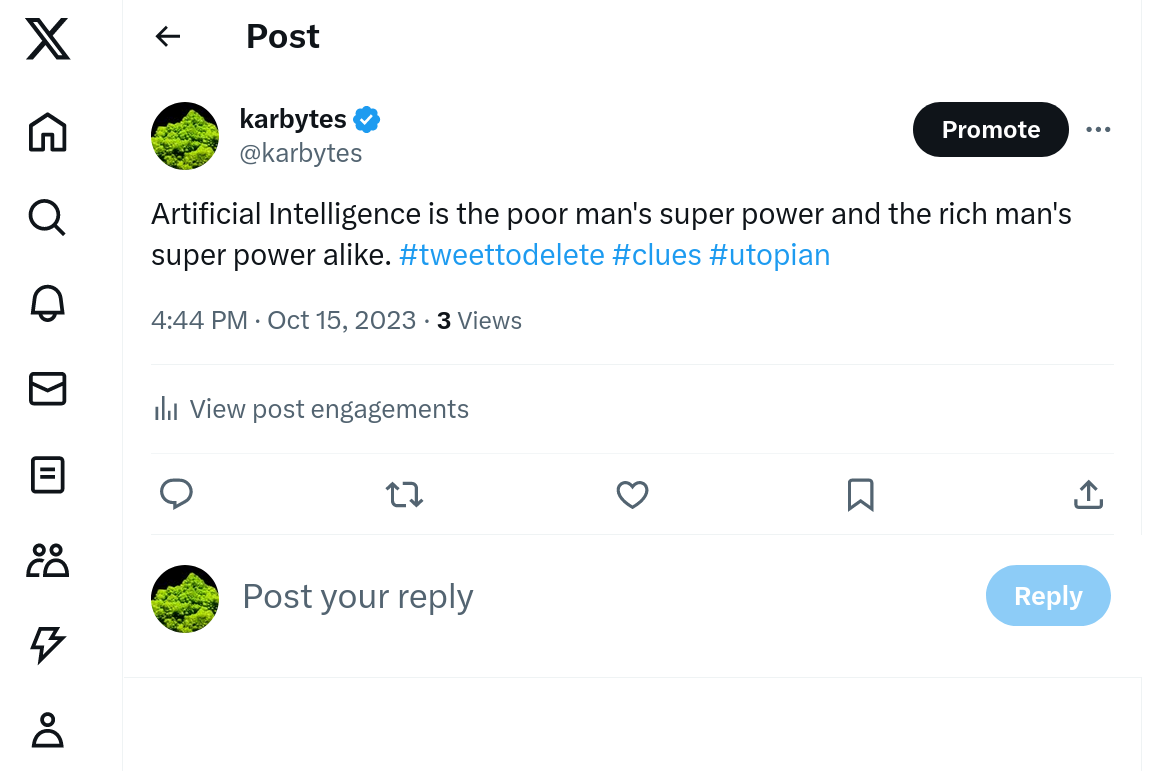 Post
karbytes
@karbytes
Promote
Artificial Intelligence is the poor man's super power and the rich man's
super power alike. #tweettodelete #clues #utopian
4:44 PM · Oct 15, 2023 · 3 Views
View post engagements
Post your reply
Reply